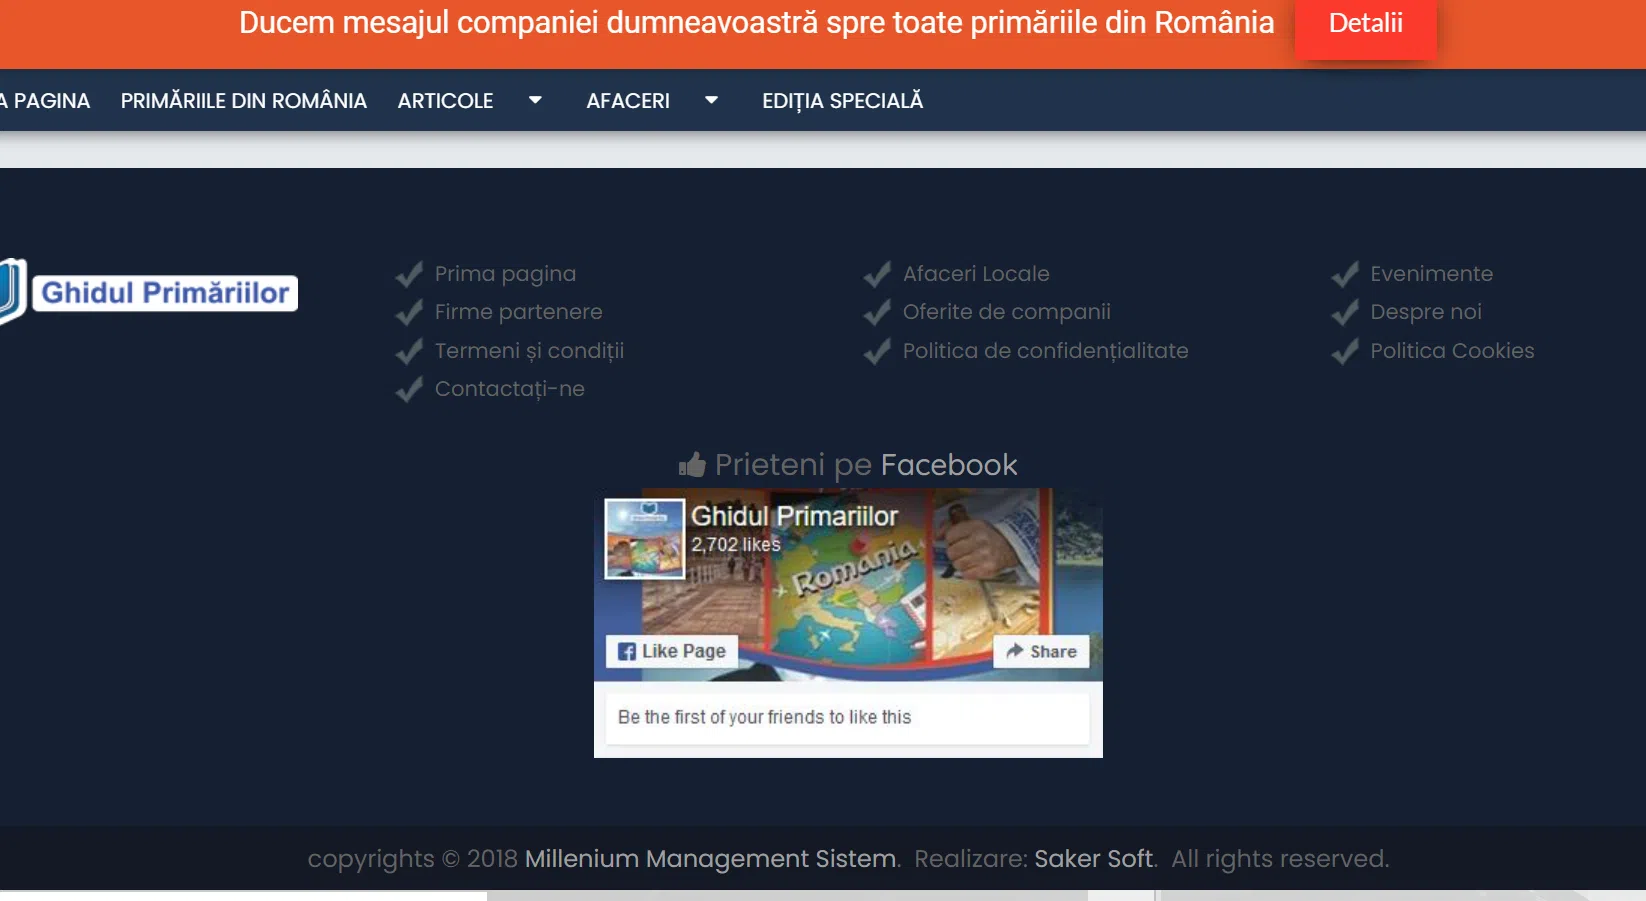 Ducem mesajul companiei dumneavoastră spre toate primăriile din România Detalii
A PAGINA PRIMĂRIILE DIN ROMÂNIA ARTICOLE AFACERI EDIȚIA SPECIALĂ
Ghidul Primăriilor
Prima pagina
Firme partenere
Termeni și condiții
Contactați-ne
Afaceri Locale
Oferite de companii
Politica de confidențialitate
Evenimente
Despre noi
Politica Cookies
Prieteni pe Facebook
Ghidul Primariilor
2,702 likes
Romania
Like Page Share
Be the first of your friends to like this
copyrights © 2018 Millenium Management Sistem. Realizare: Saker Soft. All rights reserved.